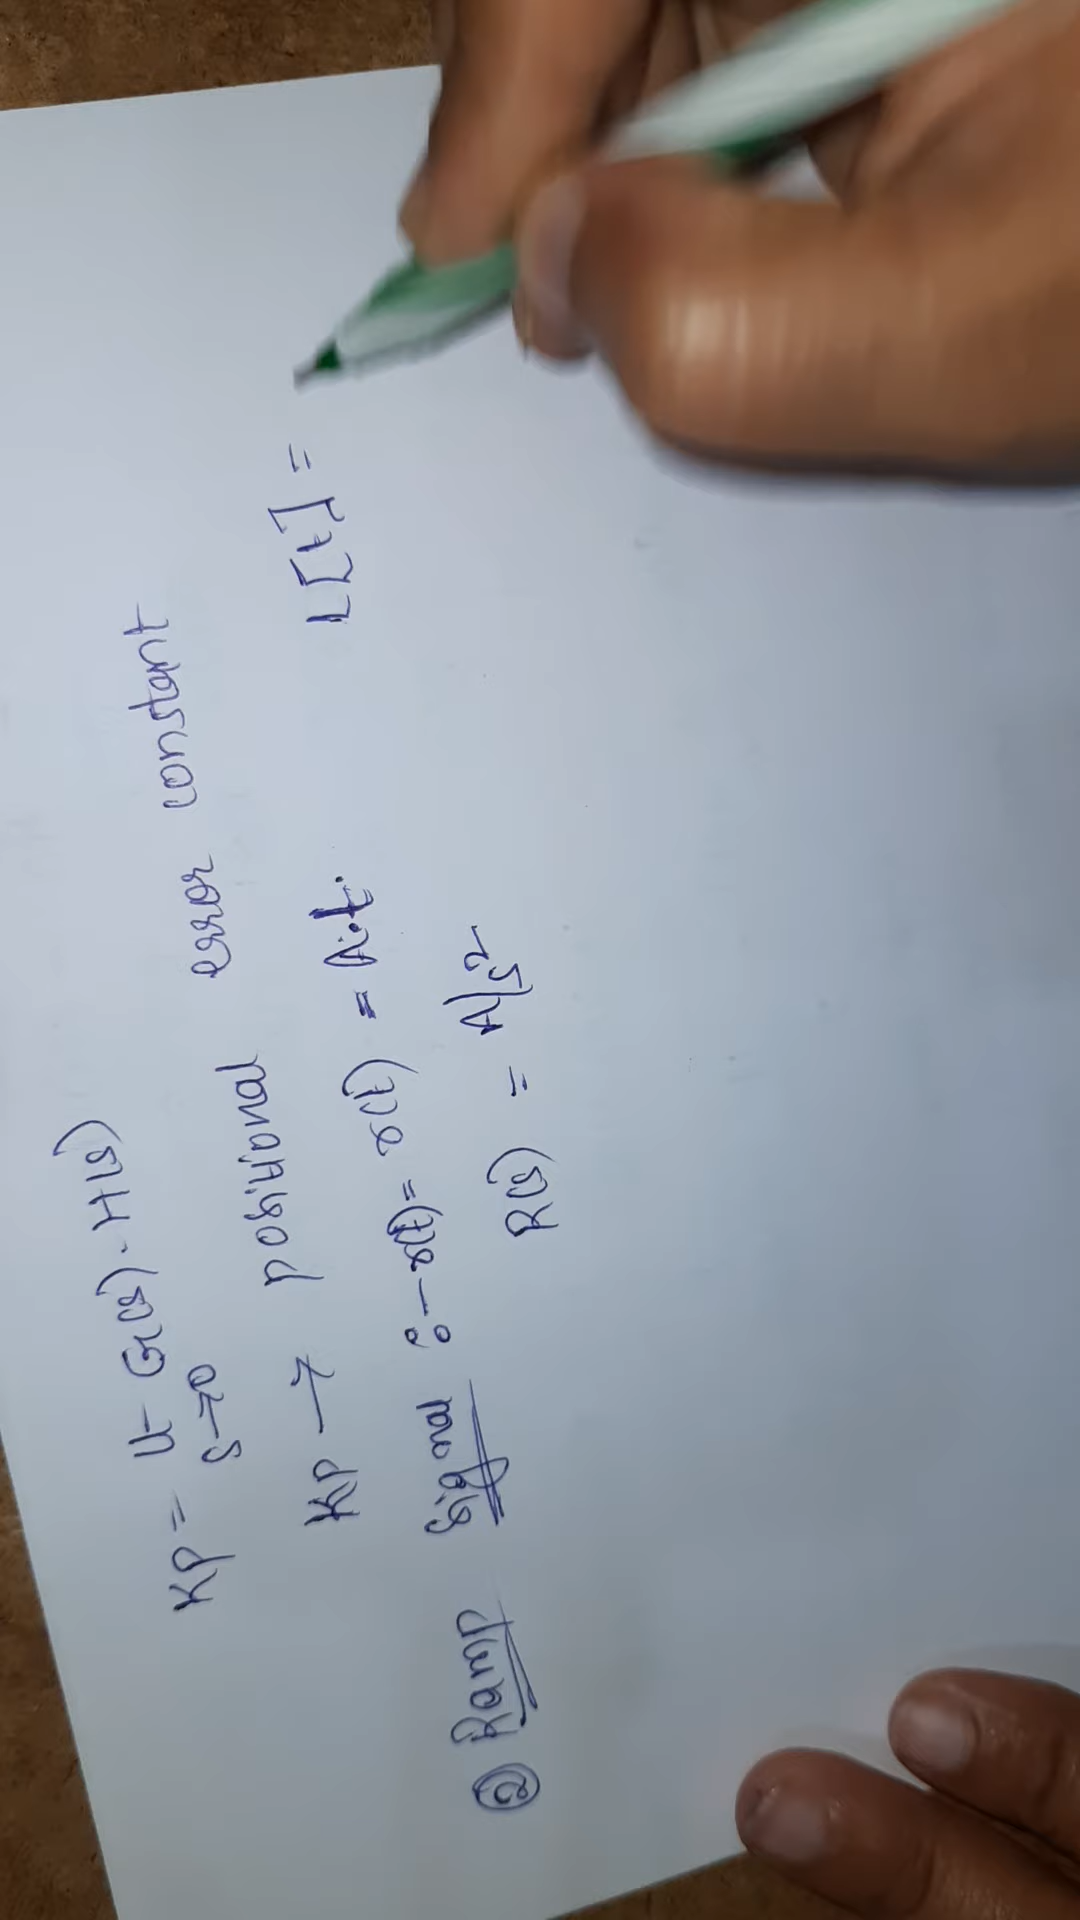 Kp = Lt G(s) . H(s)
s→0
Kp → positional error constant
② Ramp signal :- r(t) = r(t) = A.t.
L[t] =
R(s) = A/s²